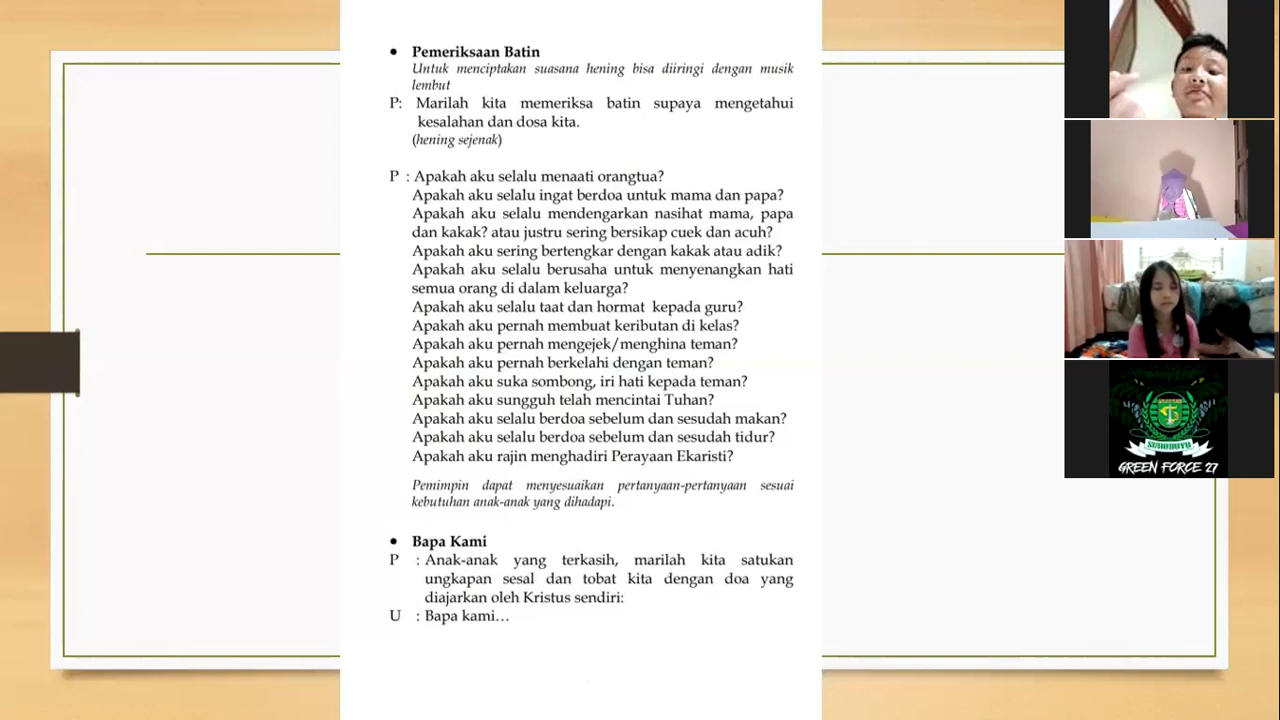 • Pemeriksaan Batin
Untuk menciptakan suasana hening bisa diiringi dengan musik
lembut
P: Marilah kita memeriksa batin supaya mengetahui
kesalahan dan dosa kita.
(hening sejenak)
P : Apakah aku selalu menaati orangtua?
Apakah aku selalu ingat berdoa untuk mama dan papa?
Apakah aku selalu mendengarkan nasihat mama, papa
dan kakak? atau justru sering bersikap cuek dan acuh?
Apakah aku sering bertengkar dengan kakak atau adik?
Apakah aku selalu berusaha untuk menyenangkan hati
semua orang di dalam keluarga?
Apakah aku selalu taat dan hormat kepada guru?
Apakah aku pernah membuat keributan di kelas?
Apakah aku pernah mengejek/menghina teman?
Apakah aku pernah berkelahi dengan teman?
Apakah aku suka sombong, iri hati kepada teman?
Apakah aku sungguh telah mencintai Tuhan?
Apakah aku selalu berdoa sebelum dan sesudah makan?
Apakah aku selalu berdoa sebelum dan sesudah tidur?
Apakah aku rajin menghadiri Perayaan Ekaristi?
Pemimpin dapat menyesuaikan pertanyaan-pertanyaan sesuai
kebutuhan anak-anak yang dihadapi.
• Bapa Kami
P : Anak-anak yang terkasih, marilah kita satukan
ungkapan sesal dan tobat kita dengan doa yang
diajarkan oleh Kristus sendiri:
U : Bapa kami…
GREEN FORCE 27